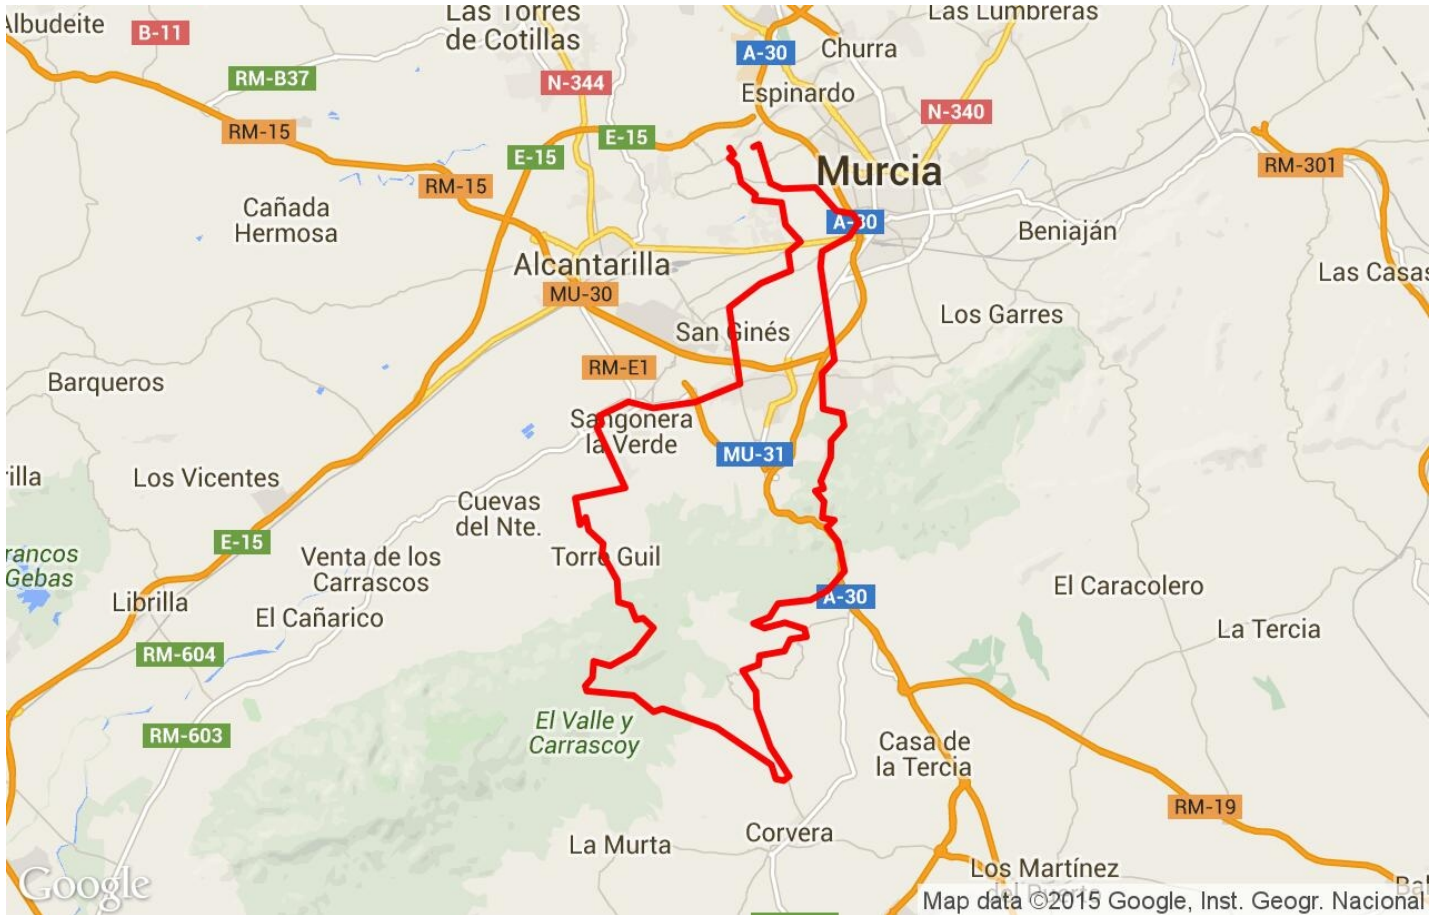 Albudeite
B-11
Las Torres
de Cotillas
A-30
Churra
Las Lumbreras
RM-B37
N-344
Espinardo
N-340
RM-15
E-15
E-15
Murcia
RM-301
RM-15
Cañada
Hermosa
A-30
Beniaján
Alcantarilla
Las Casas
MU-30
San Ginés
Los Garres
RM-E1
Barqueros
Sangonera
la Verde
MU-31
rilla
Los Vicentes
Cuevas
del Nte.
E-15
rancos
Gebas
Venta de los
Carrascos
Torre Guil
Librilla
El Cañarico
A-30
El Caracolero
La Tercia
RM-604
El Valle y
Carrascoy
RM-603
Casa de
la Tercia
RM-19
La Murta
Corvera
Los Martínez
del Puerto
Google
Bal
Map data ©2015 Google, Inst. Geogr. Nacional